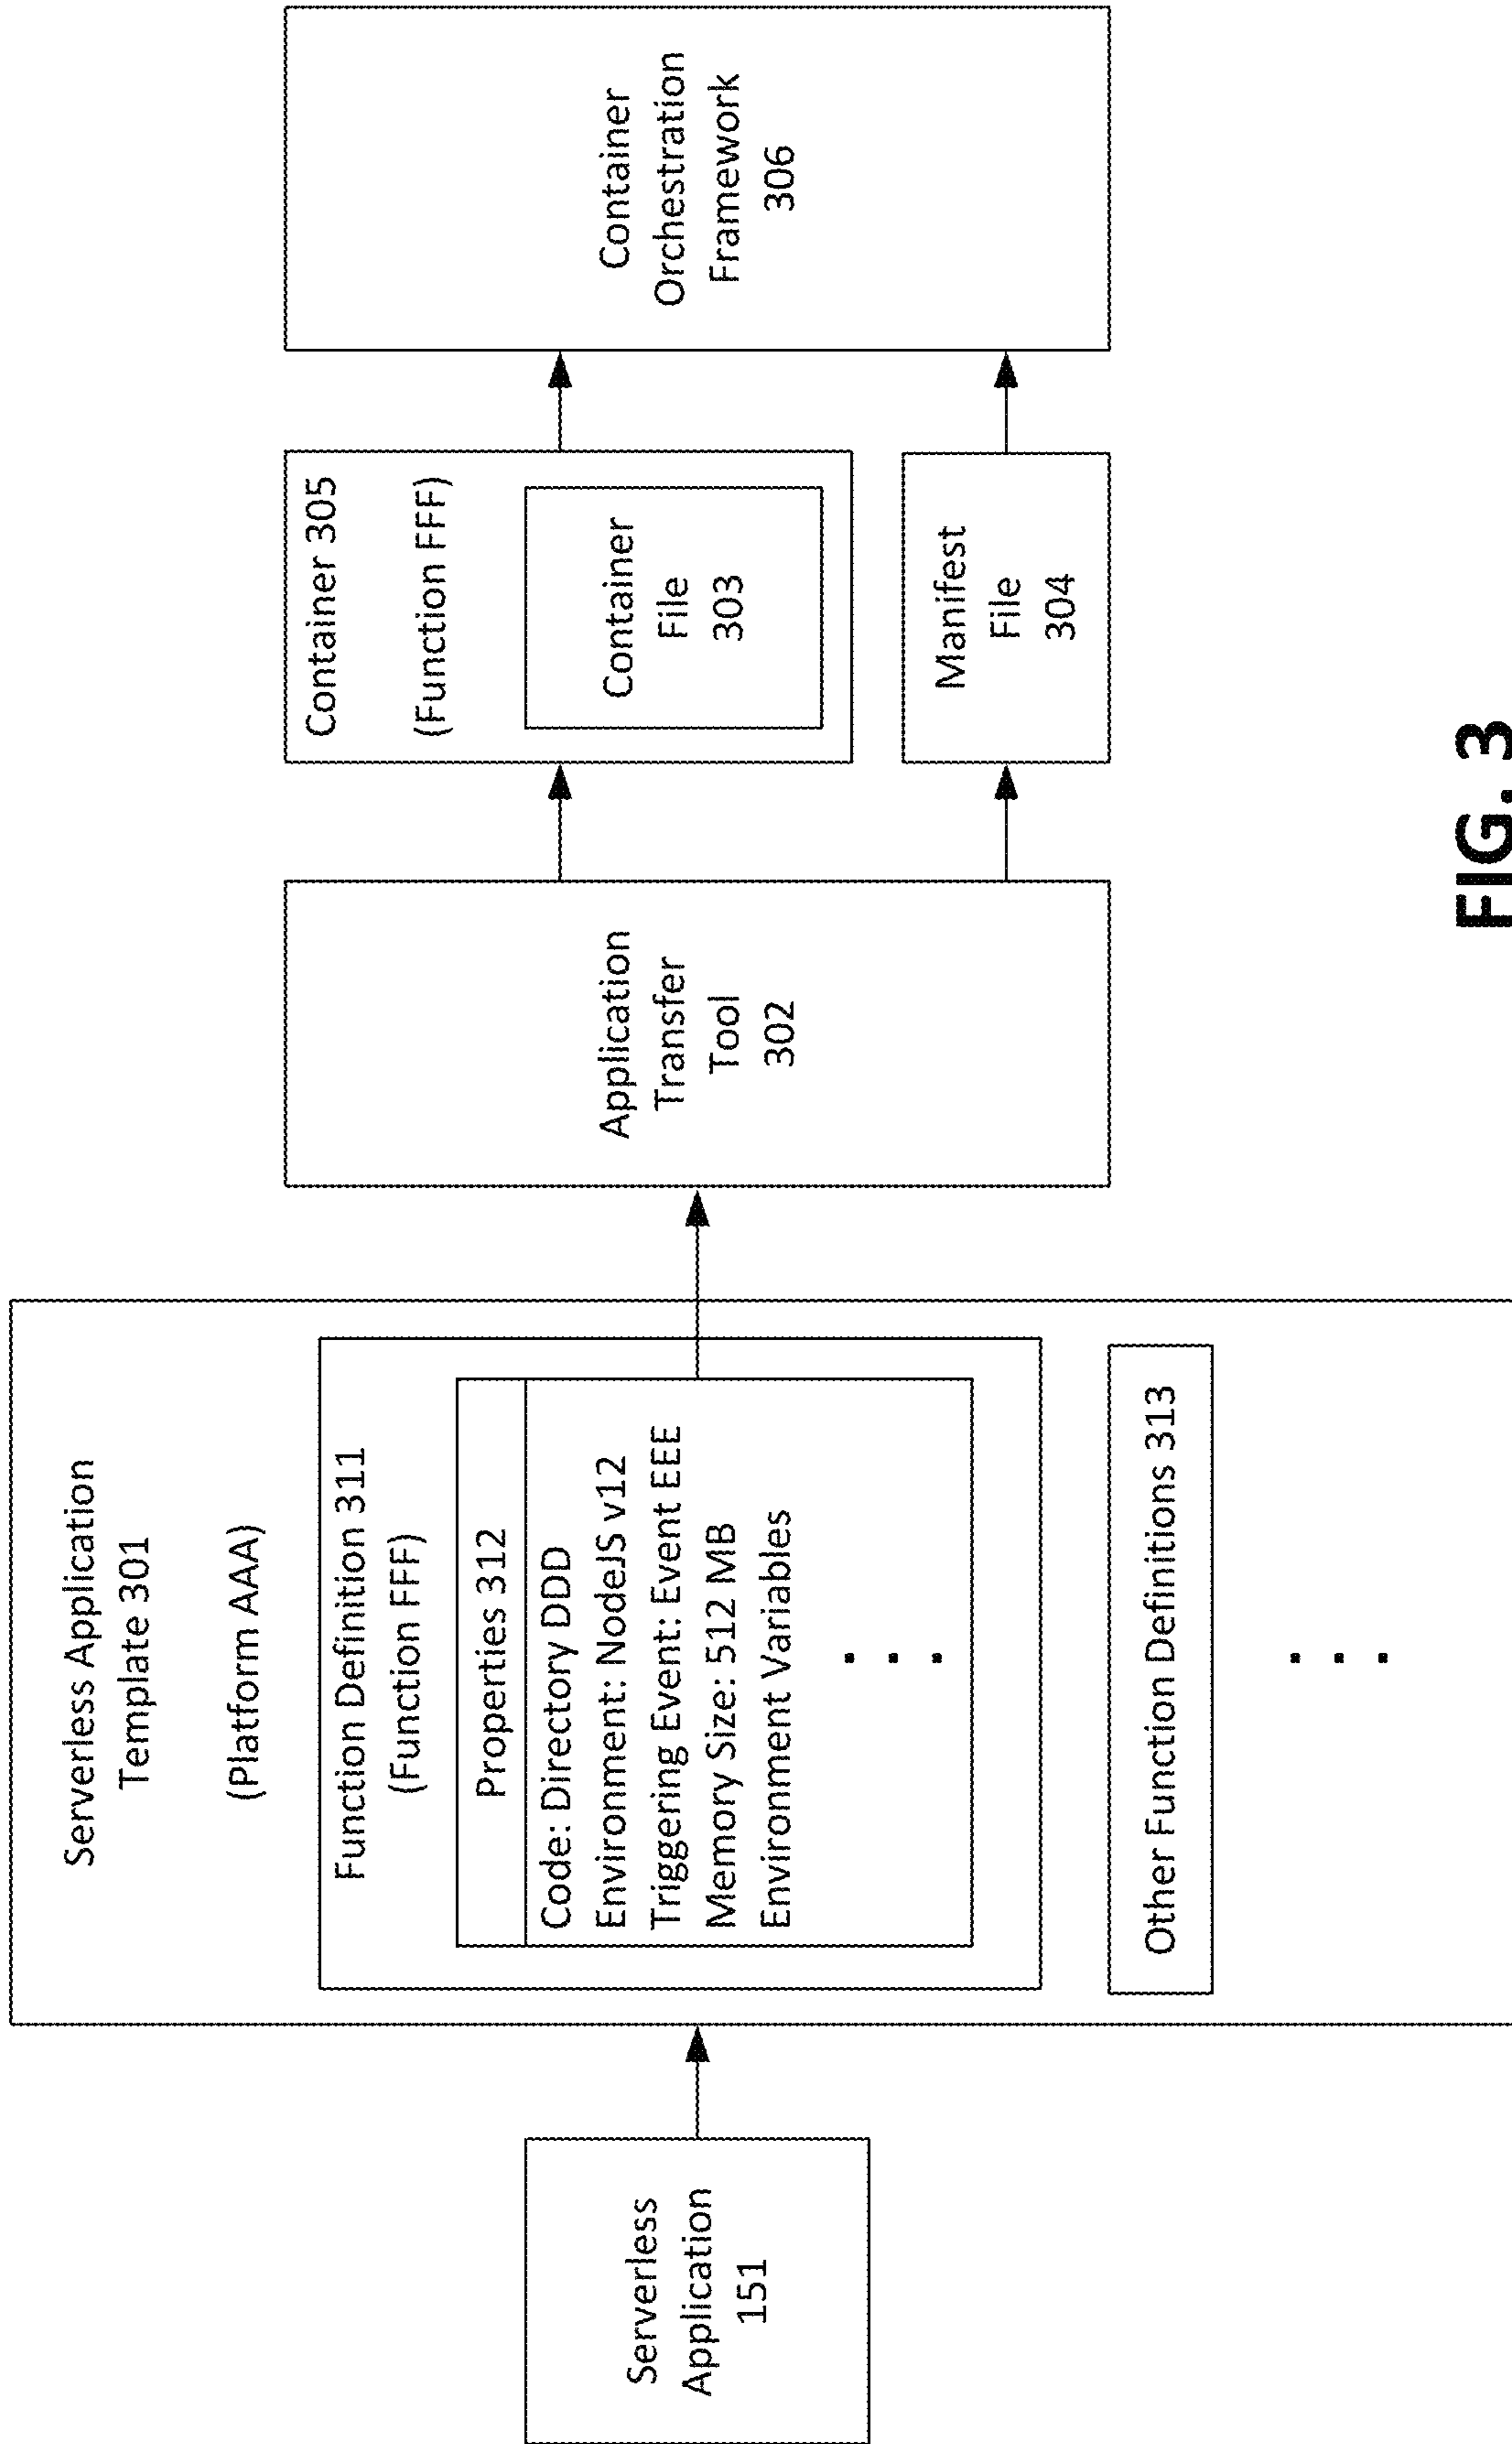 Serverless
Application
151
Serverless Application
Template 301
(Platform AAA)
Function Definition 311
(Function FFF)
Properties 312
Code: Directory DDD
Environment: NodeJS v12
Triggering Event: Event EEE
Memory Size: 512 MB
Environment Variables
Other Function Definitions 313
Application
Transfer
Tool
302
Container 305
(Function FFF)
Container
File
303
Manifest
File
304
Container
Orchestration
Framework
306
FIG. 3